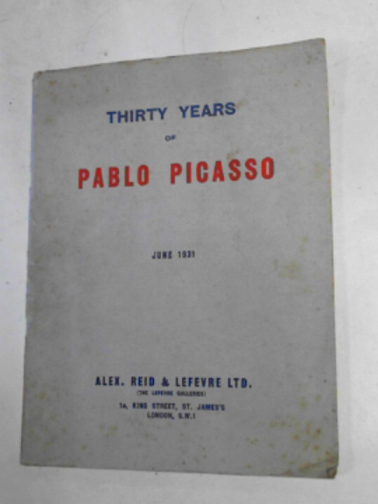 THIRTY YEARS
OF
PABLO PICASSO
JUNE 1931
ALEX. REID & LEFEVRE LTD.
(THE LEFEVRE GALLERIES)
1A, KING STREET, ST. JAMES'S
LONDON, S.W.1